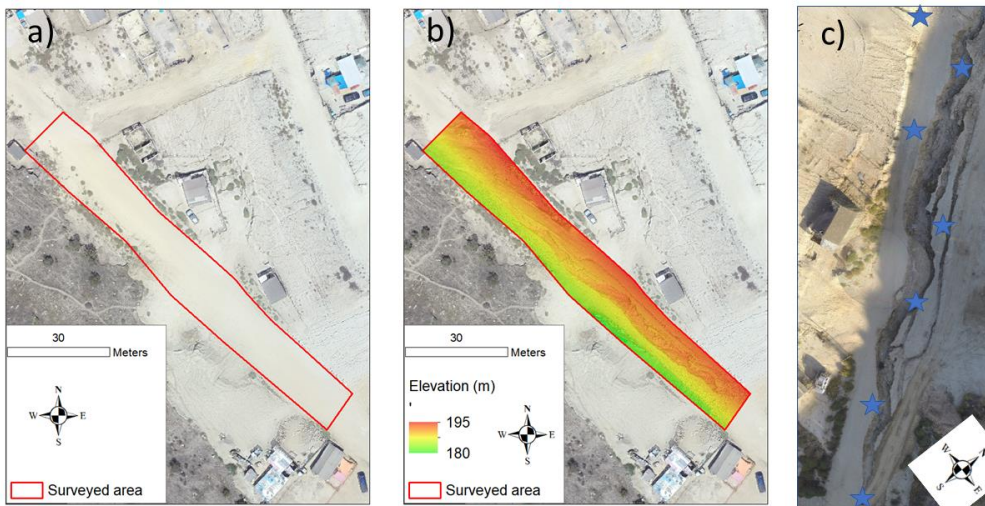 a)
30
Meters
N
W E
S
Surveyed area
b)
30
Meters
Elevation (m)
195
180
N
W E
S
Surveyed area
c)
N
W
E
S